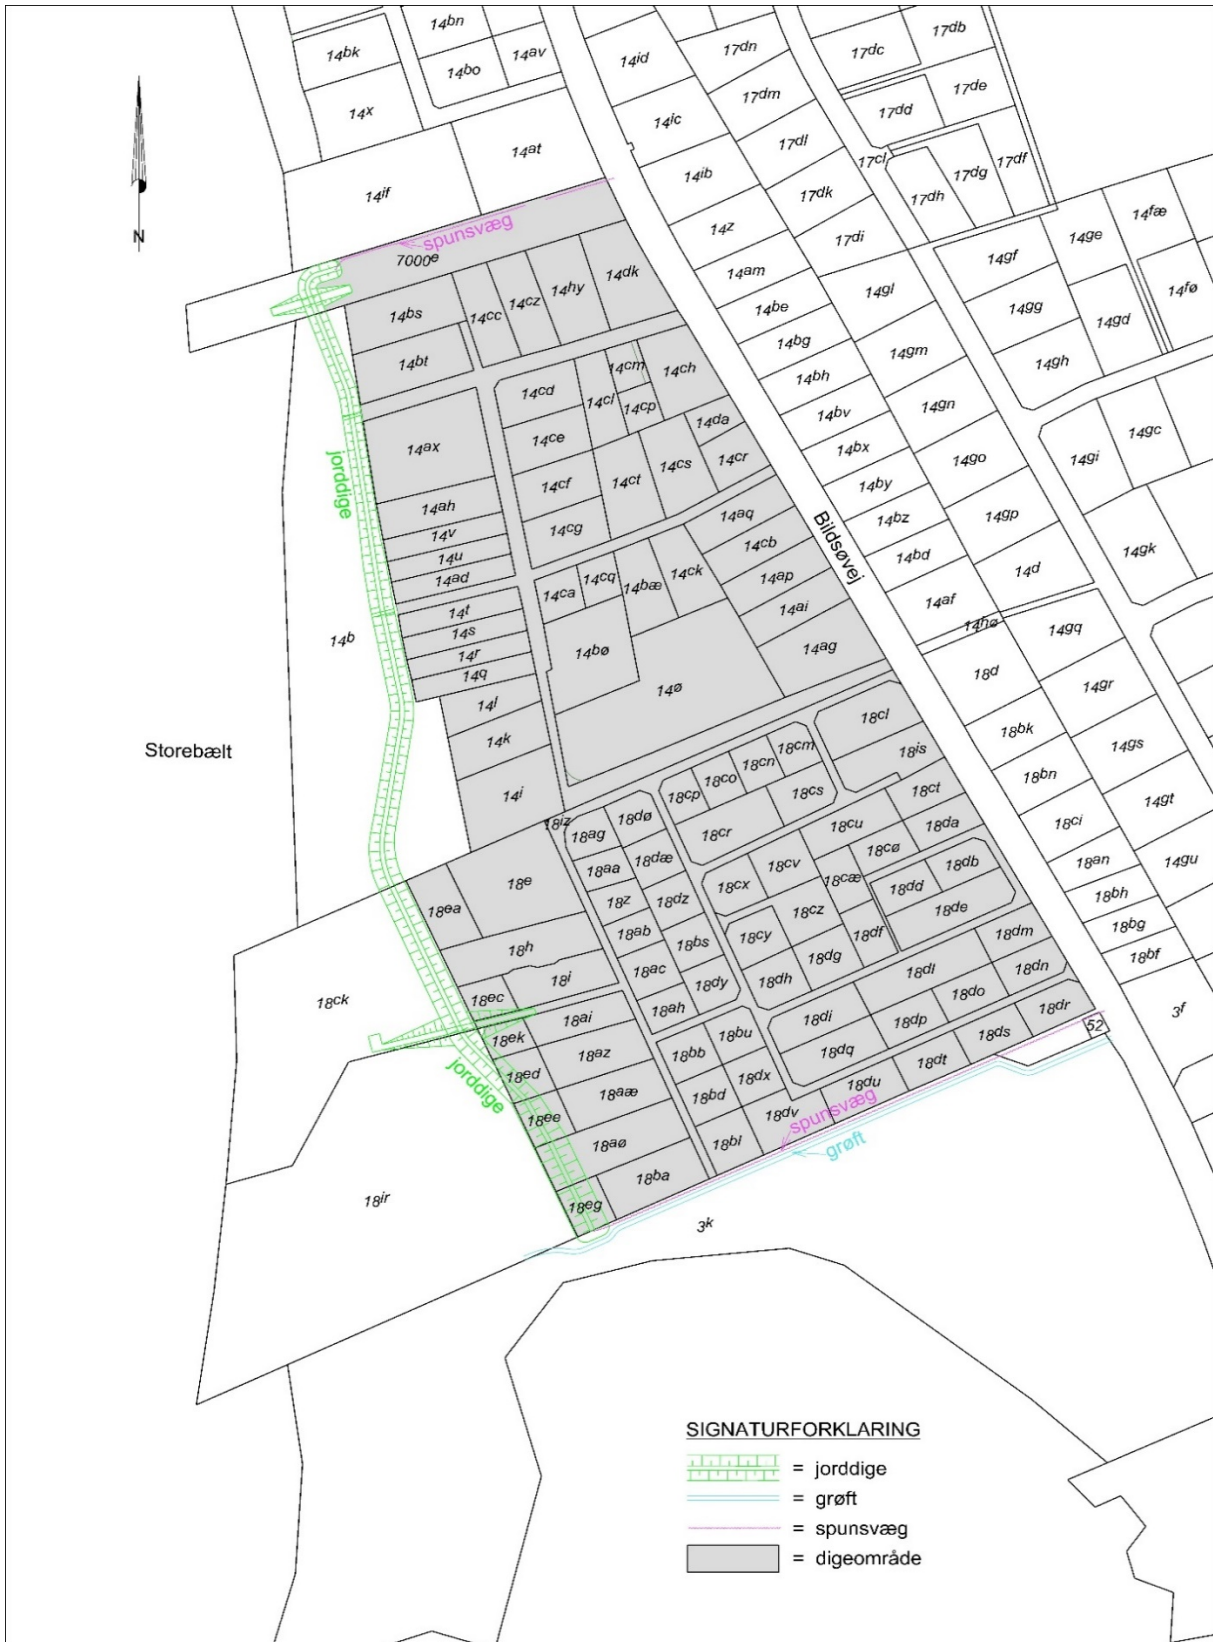 14bn
17db
14bk
14av
17dn
17dc
14bo
14id
17de
17dm
14x
17dd
14ic
17dl
14at
17cl
17df
17dg
14ib
14if
17dk
17dh
14fæ
14z
spunsvæg
17di
14ge
N
7000e
14gf
14dk
14am
14fø
14hy
14gl
14cz
14be
14gg
14bs
14cc
14gd
14bg
14gm
14bt
14cm
14ch
14gh
14bh
14cd
14cl
14cp
14gn
14bv
14da
14gc
14ce
14bx
14ax
14cr
14cs
14gi
14go
jorddige
14cf
14ct
14by
14ah
14aq
14gp
14bz
14cg
14v
14cb
Bildsøvej
14gk
14u
14bd
14ad
14cq
14ck
14ap
14d
14ca
14bæ
14t
14ai
14af
14s
14hø
14b
14r
14bø
14ag
14gq
14q
18d
14ø
14gr
14l
18cl
18bk
14k
18cm
18is
14gs
Storebælt
18cn
18bn
18co
14i
18cp
18cs
18ct
14gt
18dø
18iz
18cu
18da
18ci
18ag
18cr
18cø
18dæ
18cv
18db
18an
14gu
18aa
18e
18cx
18cæ
18dd
18bh
18z
18dz
18ea
18cz
18de
18bg
18ab
18cy
18df
18dm
18bs
18h
18dg
18bf
18ac
18dl
18dn
18i
18dy
18dh
18ec
18ck
18do
18ah
18dr
3f
18ai
18di
18dp
52
18bu
18ds
18ek
18bb
18az
18dq
18dt
jorddige
18ed
18dx
18du
18aæ
18bd
18ee
18dv
spunsvæg
18aø
18bl
grøft
18ba
18ir
18eg
3k
SIGNATURFORKLARING
= jorddige
= grøft
= spunsvæg
= digeområde